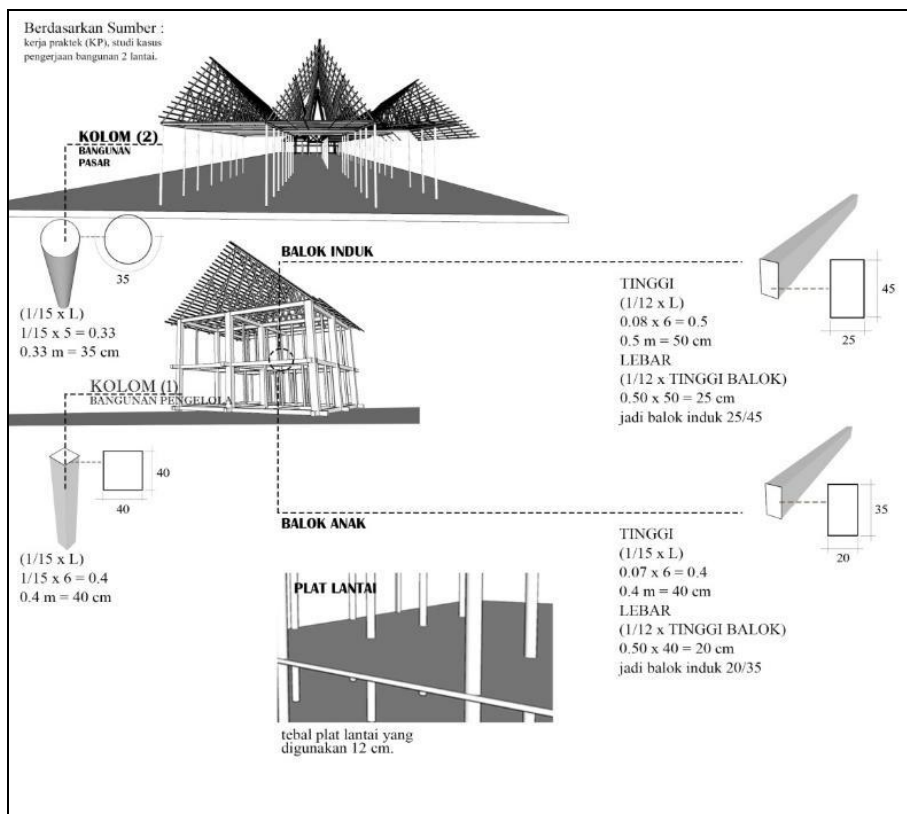 Berdasarkan Sumber :
kerja praktek (KP), studi kasus
pengerjaan bangunan 2 lantai.
KOLOM (2)
BANGUNAN
PASAR
35
(1/15 x L)
1/15 x 5 = 0.33
0.33 m = 35 cm
BALOK INDUK
TINGGI
(1/12 x L)
0.08 x 6 = 0.5
0.5 m = 50 cm
LEBAR
(1/12 x TINGGI BALOK)
0.50 x 50 = 25 cm
jadi balok induk 25/45
45
25
KOLOM (1)
BANGUNAN PENGELOLA
40
40
(1/15 x L)
1/15 x 6 = 0.4
0.4 m = 40 cm
BALOK ANAK
TINGGI
(1/15 x L)
0.07 x 6 = 0.4
0.4 m = 40 cm
LEBAR
(1/12 x TINGGI BALOK)
0.50 x 40 = 20 cm
jadi balok induk 20/35
35
20
PLAT LANTAI
tebal plat lantai yang
digunakan 12 cm.